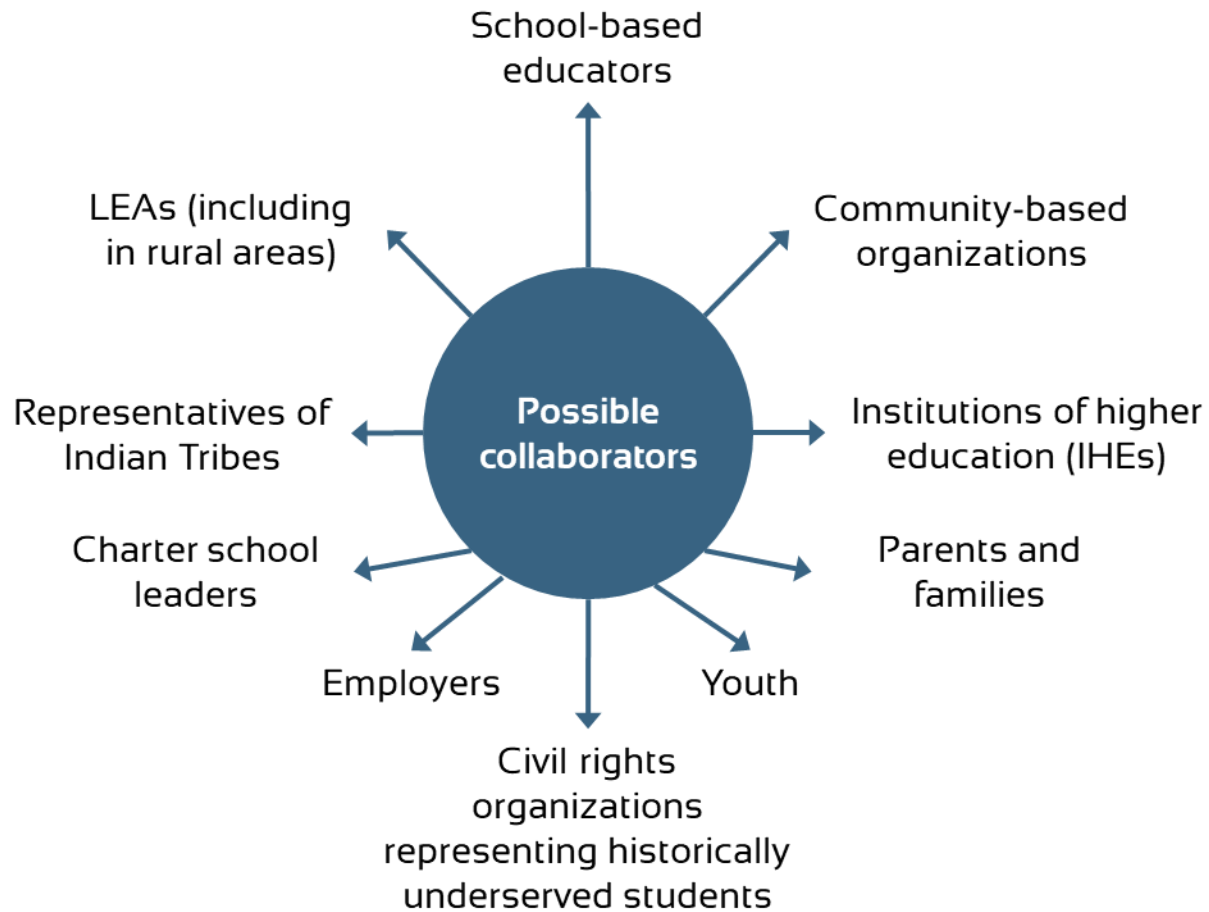 School-based
educators
LEAs (including
in rural areas)
Community-based
organizations
Representatives of
Indian Tribes
Possible
collaborators
Institutions of higher
education (IHEs)
Charter school
leaders
Parents and
families
Employers
Youth
Civil rights
organizations
representing historically
underserved students